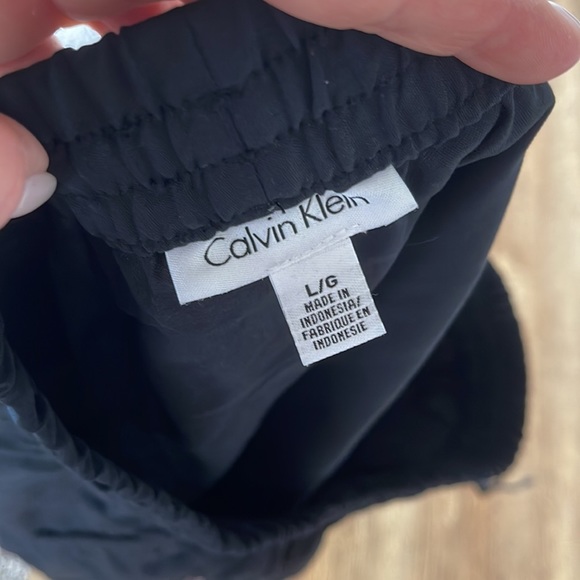 Calvin Klein
L/G
MADE IN
INDONESIA/
FABRIQUE EN
INDONESIE